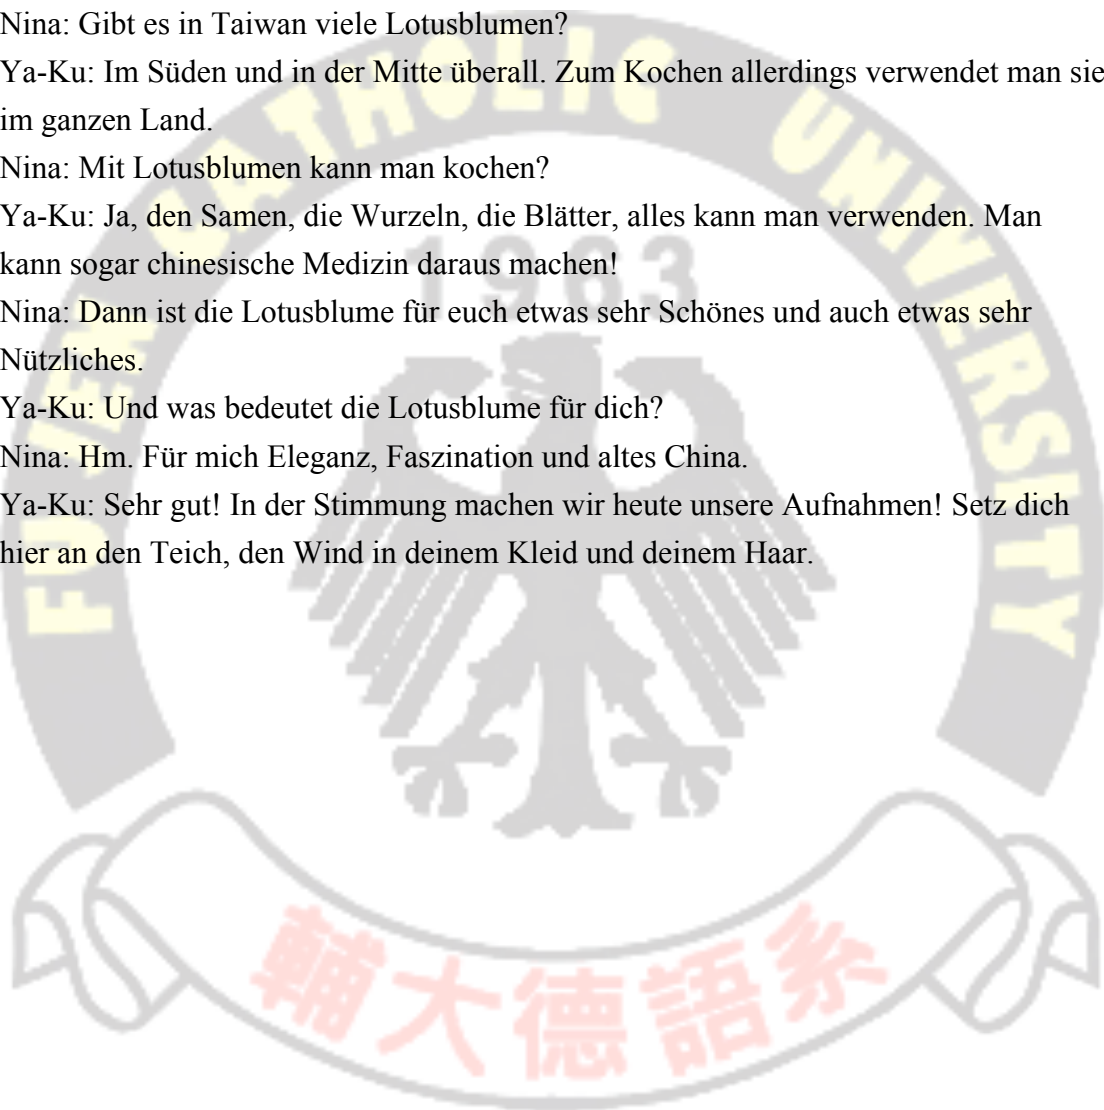 Nina: Gibt es in Taiwan viele Lotusblumen?
Ya-Ku: Im Süden und in der Mitte überall. Zum Kochen allerdings verwendet man sie
im ganzen Land.
Nina: Mit Lotusblumen kann man kochen?
Ya-Ku: Ja, den Samen, die Wurzeln, die Blätter, alles kann man verwenden. Man
kann sogar chinesische Medizin daraus machen!
Nina: Dann ist die Lotusblume für euch etwas sehr Schönes und auch etwas sehr
Nützliches.
Ya-Ku: Und was bedeutet die Lotusblume für dich?
Nina: Hm. Für mich Eleganz, Faszination und altes China.
Ya-Ku: Sehr gut! In der Stimmung machen wir heute unsere Aufnahmen! Setz dich
hier an den Teich, den Wind in deinem Kleid und deinem Haar.
FU JEN CATHOLIC UNIVERSITY
1963
輔大德語系